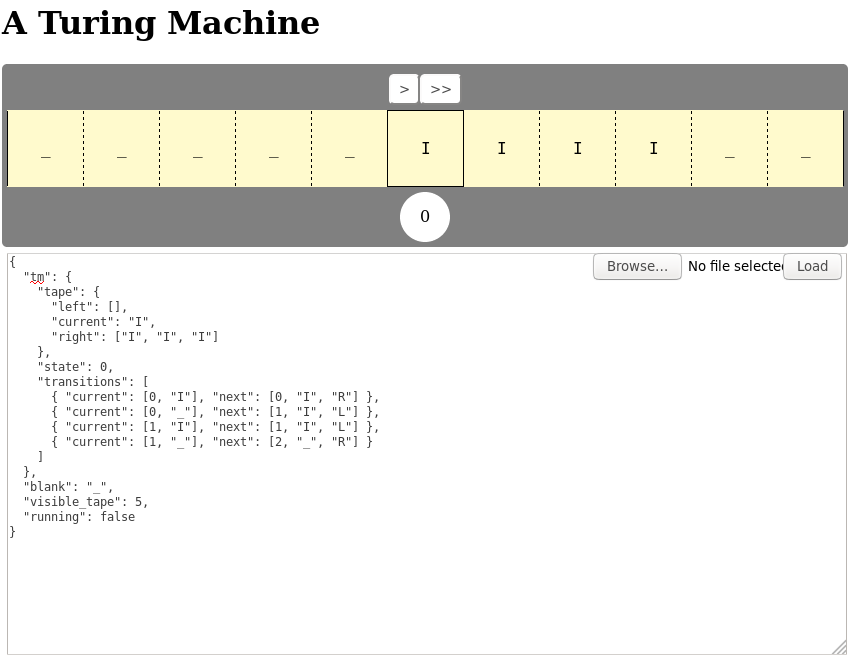 A Turing Machine
> >>
_ _ _ _ _ I I I I _ _
0
{
  "tm": {
    "tape": {
      "left": [],
      "current": "I",
      "right": ["I", "I", "I"]
    },
    "state": 0,
    "transitions": [
      { "current": [0, "I"], "next": [0, "I", "R"] },
      { "current": [0, "_"], "next": [1, "I", "L"] },
      { "current": [1, "I"], "next": [1, "I", "L"] },
      { "current": [1, "_"], "next": [2, "_", "R"] }
    ]
  },
  "blank": "_",
  "visible_tape": 5,
  "running": false
}
Browse... No file selected Load